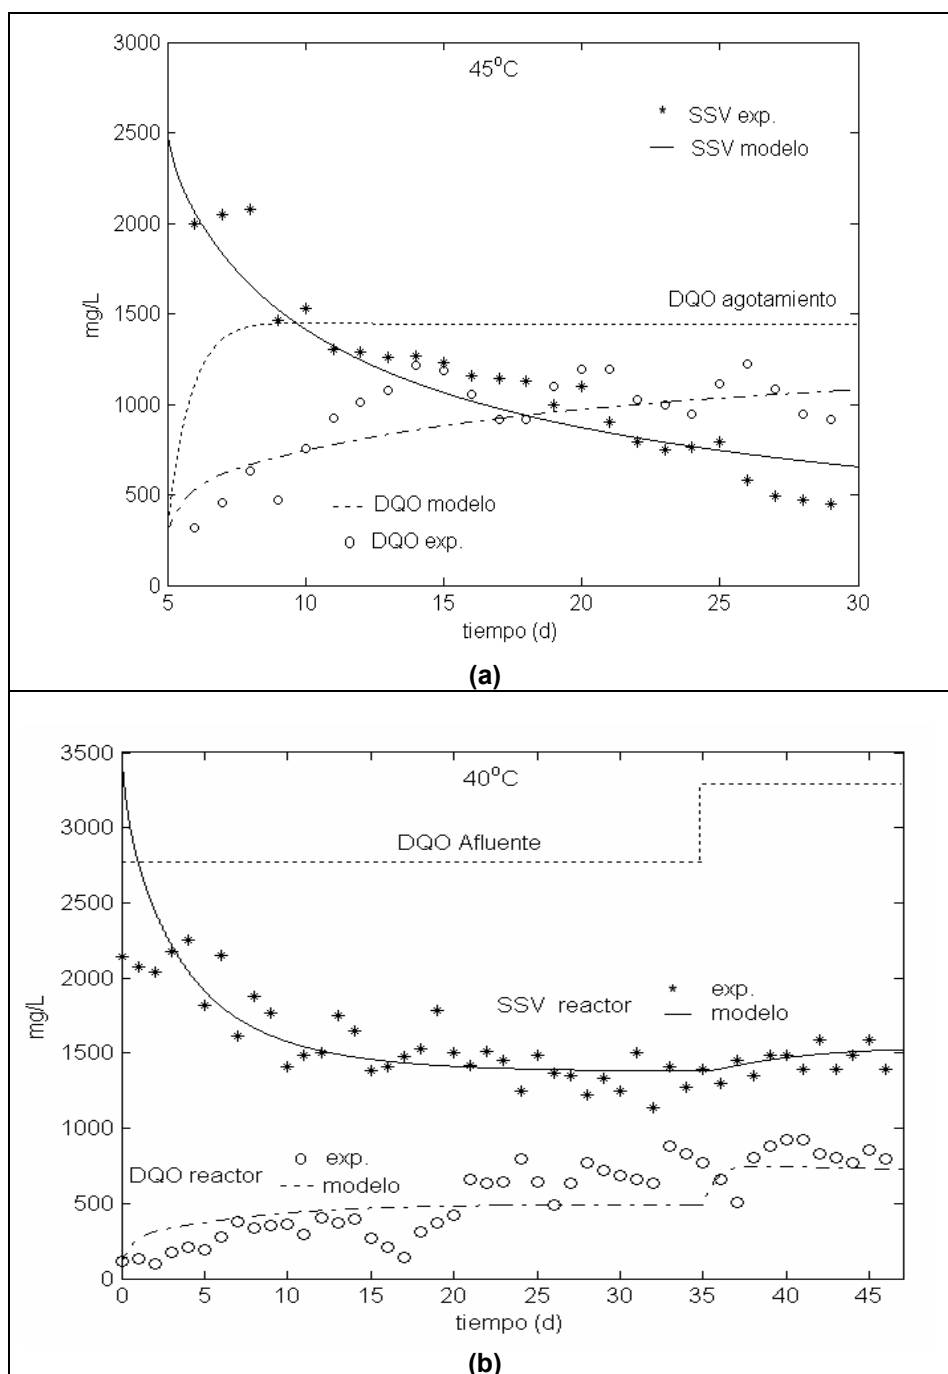 3000
45°C
* SSV exp.
— SSV modelo
2500
2000
mg/L
DQO agotamiento
1500
1000
500
---- DQO modelo
o DQO exp.
0
5 10 15 20 25 30
tiempo (d)
(a)
3500
40°C
3000
DQO Afluente
2500
2000
mg/L
SSV reactor * exp.
— modelo
1500
1000
DQO reactor o exp.
---- modelo
500
0
0 5 10 15 20 25 30 35 40 45
tiempo (d)
(b)